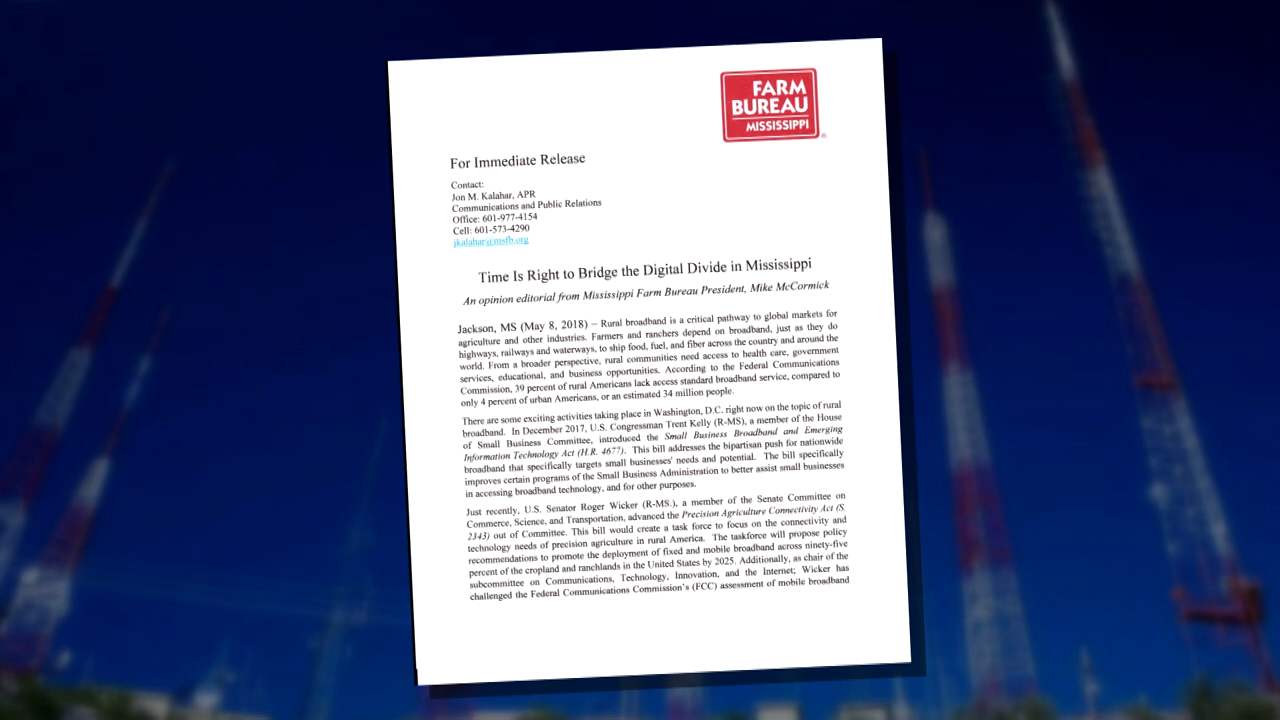 FARM
BUREAU
MISSISSIPPI
®
For Immediate Release
Contact:
Jon M. Kalahar, APR
Communications and Public Relations
Office: 601-977-4154
Cell: 601-573-4290
jkalahar@msfb.org
Time Is Right to Bridge the Digital Divide in Mississippi
An opinion editorial from Mississippi Farm Bureau President, Mike McCormick
Jackson, MS (May 8, 2018) – Rural broadband is a critical pathway to global markets for
agriculture and other industries. Farmers and ranchers depend on broadband, just as they do
highways, railways and waterways, to ship food, fuel, and fiber across the country and around the
world. From a broader perspective, rural communities need access to health care, government
services, educational, and business opportunities. According to the Federal Communications
Commission, 39 percent of rural Americans lack access standard broadband service, compared to
only 4 percent of urban Americans, or an estimated 34 million people.
There are some exciting activities taking place in Washington, D.C. right now on the topic of rural
broadband. In December 2017, U.S. Congressman Trent Kelly (R-MS), a member of the House
of Small Business Committee, introduced the Small Business Broadband and Emerging
Information Technology Act (H.R. 4677). This bill addresses the bipartisan push for nationwide
broadband that specifically targets small businesses' needs and potential. The bill specifically
improves certain programs of the Small Business Administration to better assist small businesses
in accessing broadband technology, and for other purposes.
Just recently, U.S. Senator Roger Wicker (R-MS.), a member of the Senate Committee on
Commerce, Science, and Transportation, advanced the Precision Agriculture Connectivity Act (S.
2343) out of Committee. This bill would create a task force to focus on the connectivity and
technology needs of precision agriculture in rural America. The taskforce will propose policy
recommendations to promote the deployment of fixed and mobile broadband across ninety-five
percent of the cropland and ranchlands in the United States by 2025. Additionally, as chair of the
subcommittee on Communications, Technology, Innovation, and the Internet; Wicker has
challenged the Federal Communications Commission's (FCC) assessment of mobile broadband